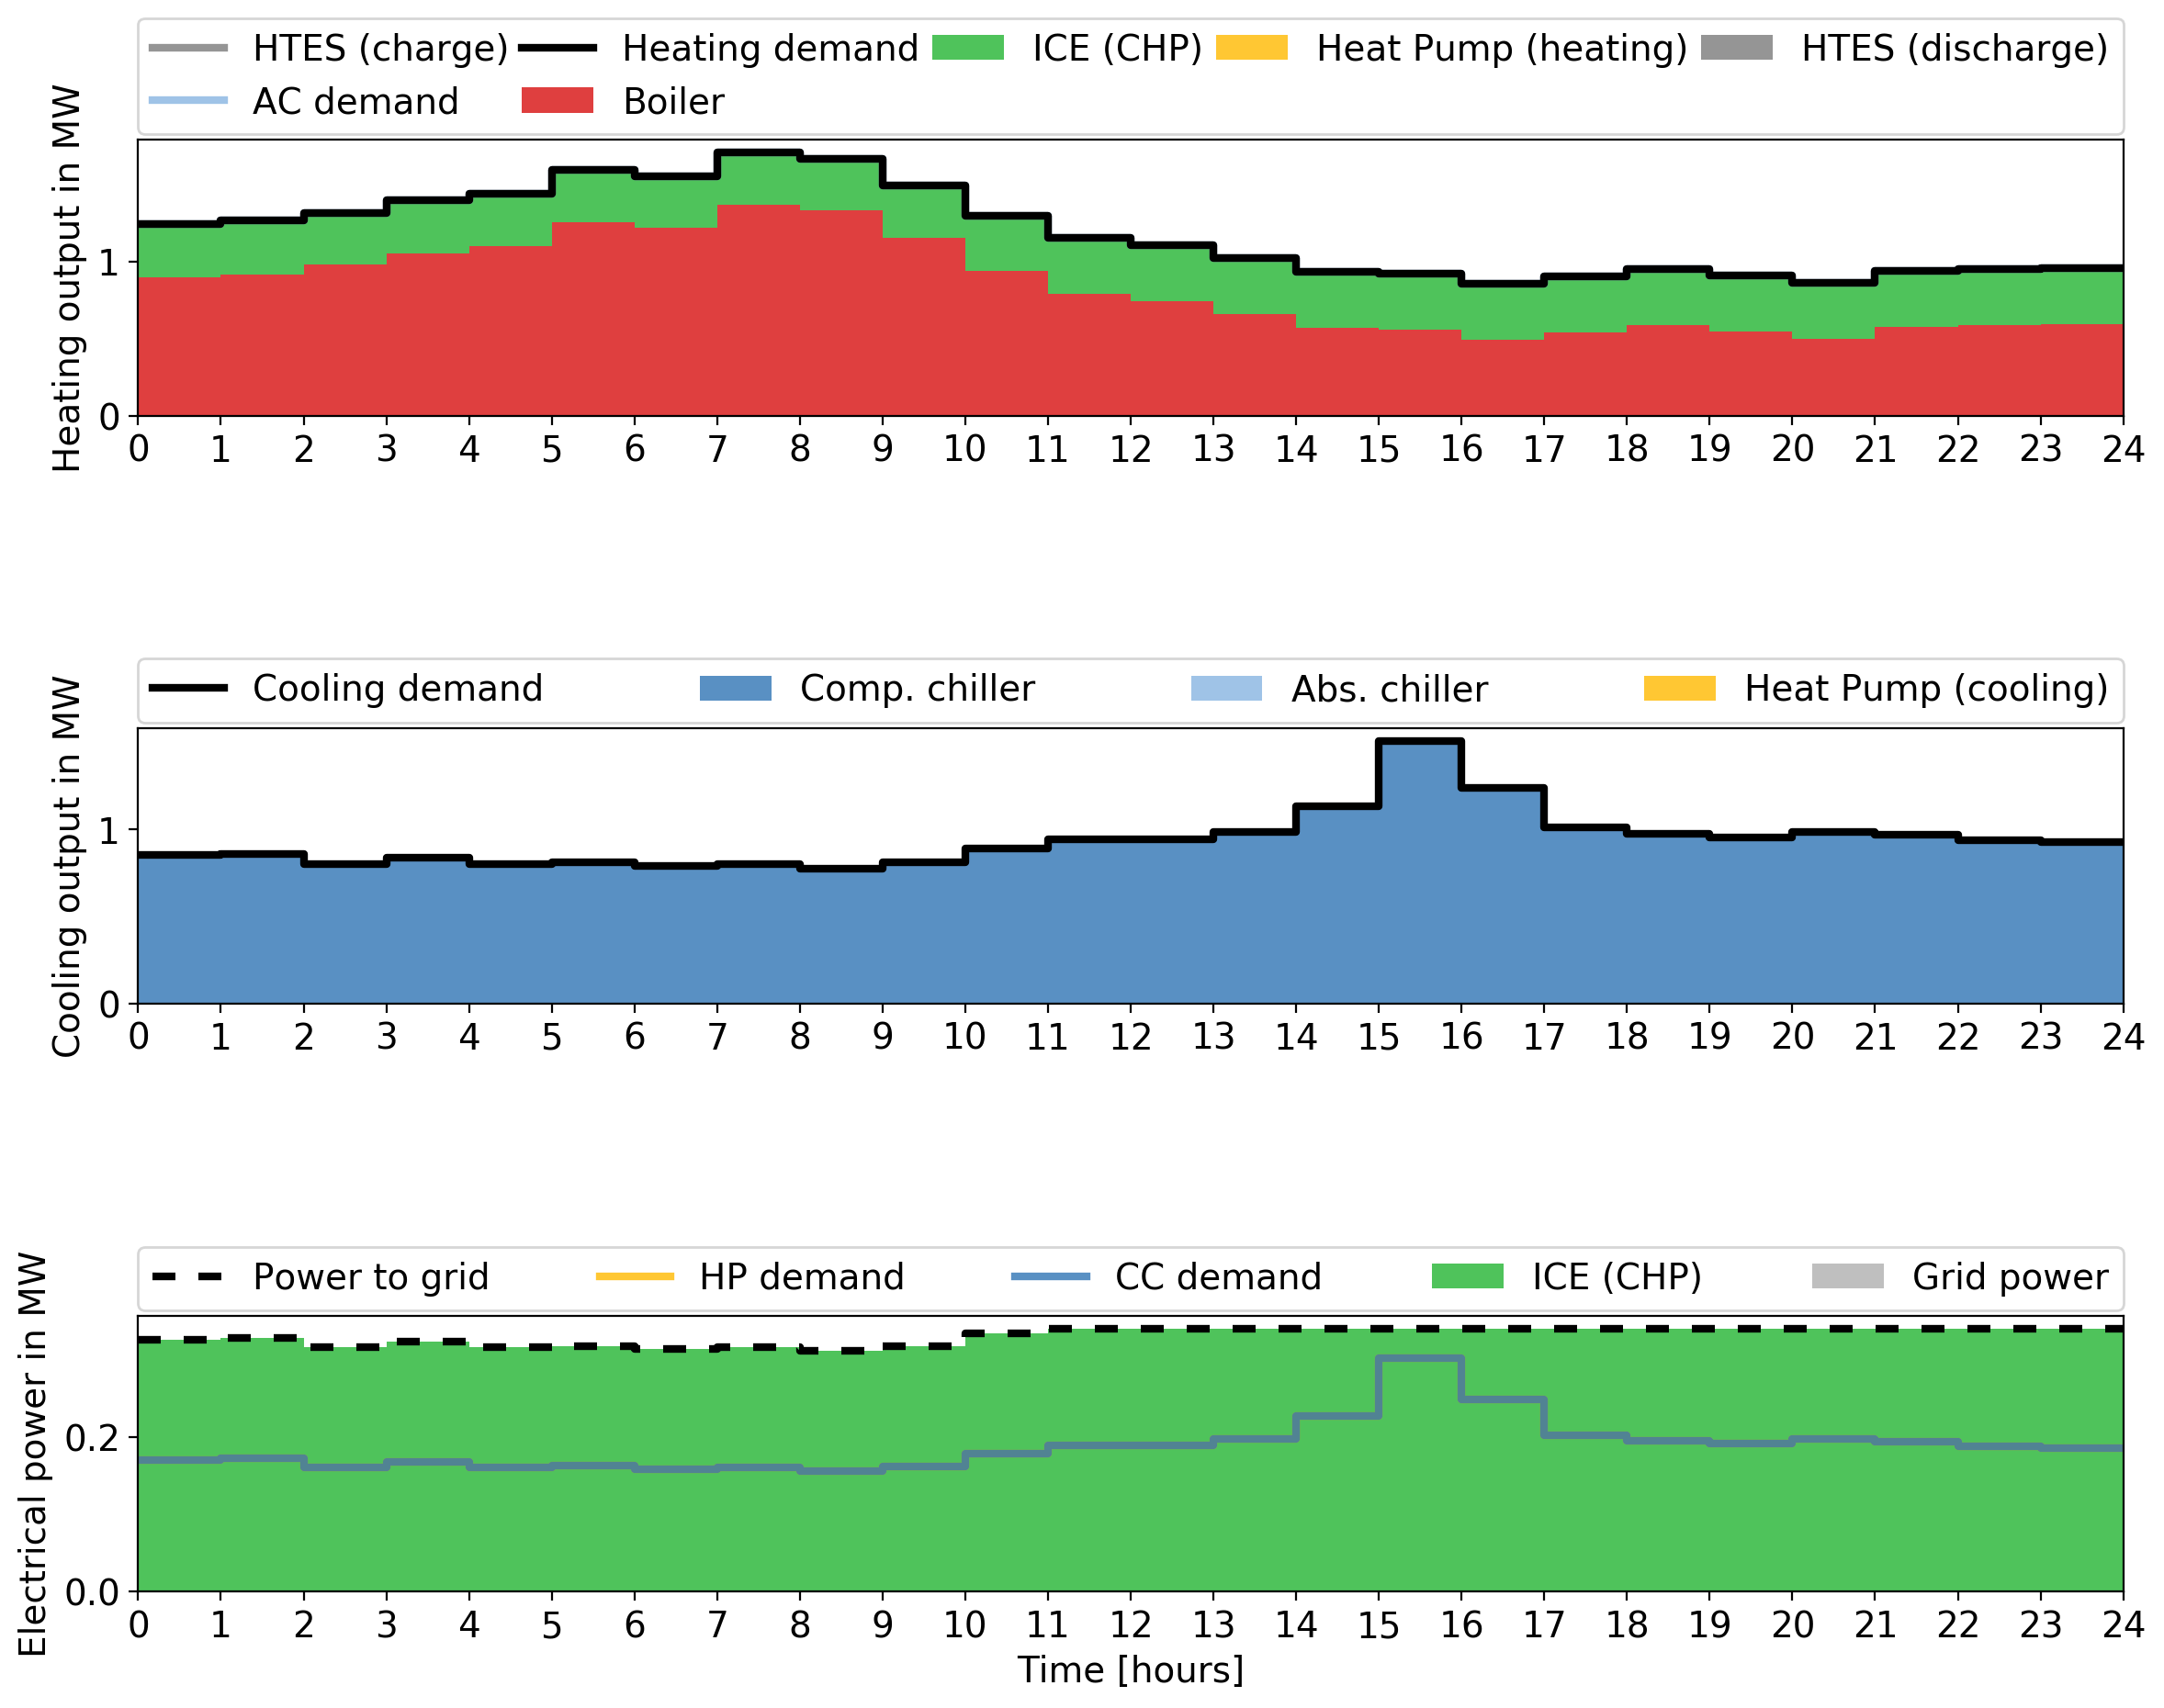 HTES (charge) Heating demand ICE (CHP) Heat Pump (heating) HTES (discharge)
AC demand Boiler
Heating output in MW
1
0
0 1 2 3 4 5 6 7 8 9 10 11 12 13 14 15 16 17 18 19 20 21 22 23 24
Cooling demand Comp. chiller Abs. chiller Heat Pump (cooling)
Cooling output in MW
1
0
0 1 2 3 4 5 6 7 8 9 10 11 12 13 14 15 16 17 18 19 20 21 22 23 24
Power to grid HP demand CC demand ICE (CHP) Grid power
Electrical power in MW
0.2
0.0
0 1 2 3 4 5 6 7 8 9 10 11 12 13 14 15 16 17 18 19 20 21 22 23 24
Time [hours]